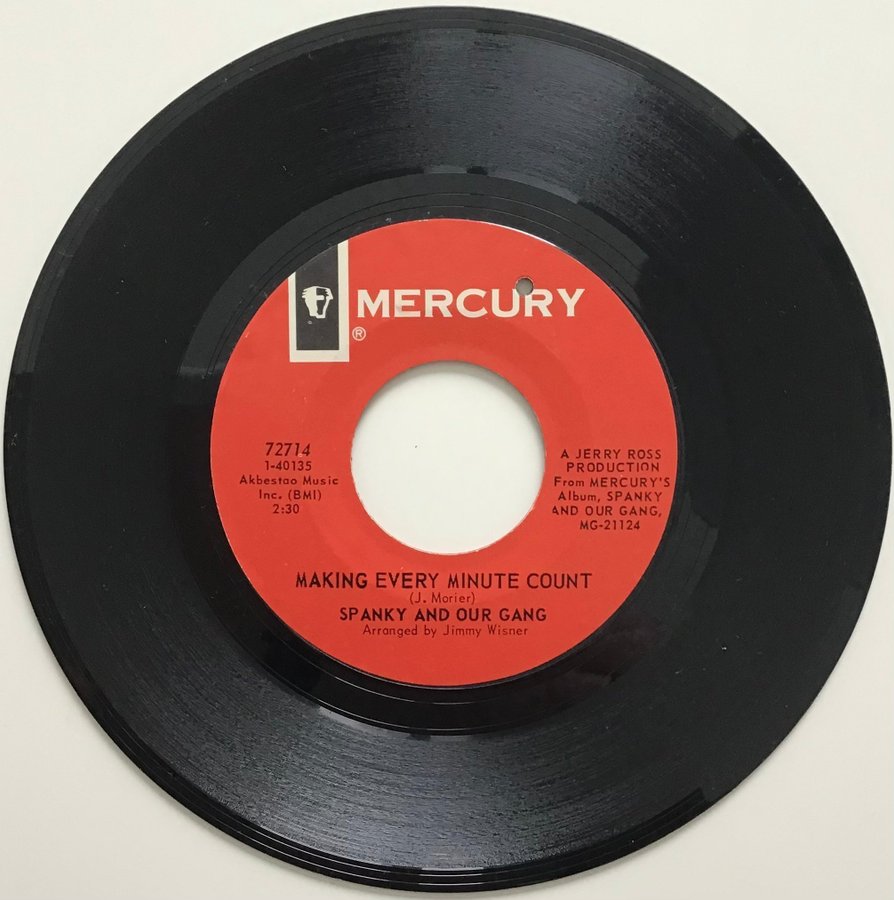 MERCURY
®
72714
1-40135
Akbestao Music
Inc. (BMI)
2:30
A JERRY ROSS
PRODUCTION
From MERCURY'S
Album, SPANKY
AND OUR GANG,
MG-21124
MAKING EVERY MINUTE COUNT
(J. Morier)
SPANKY AND OUR GANG
Arranged by Jimmy Wisner